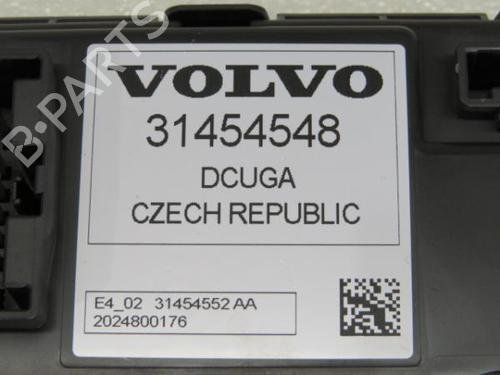 VOLVO
31454548
DCUGA
CZECH REPUBLIC
E4_02 31454552 AA
2024800176
B-PARTS